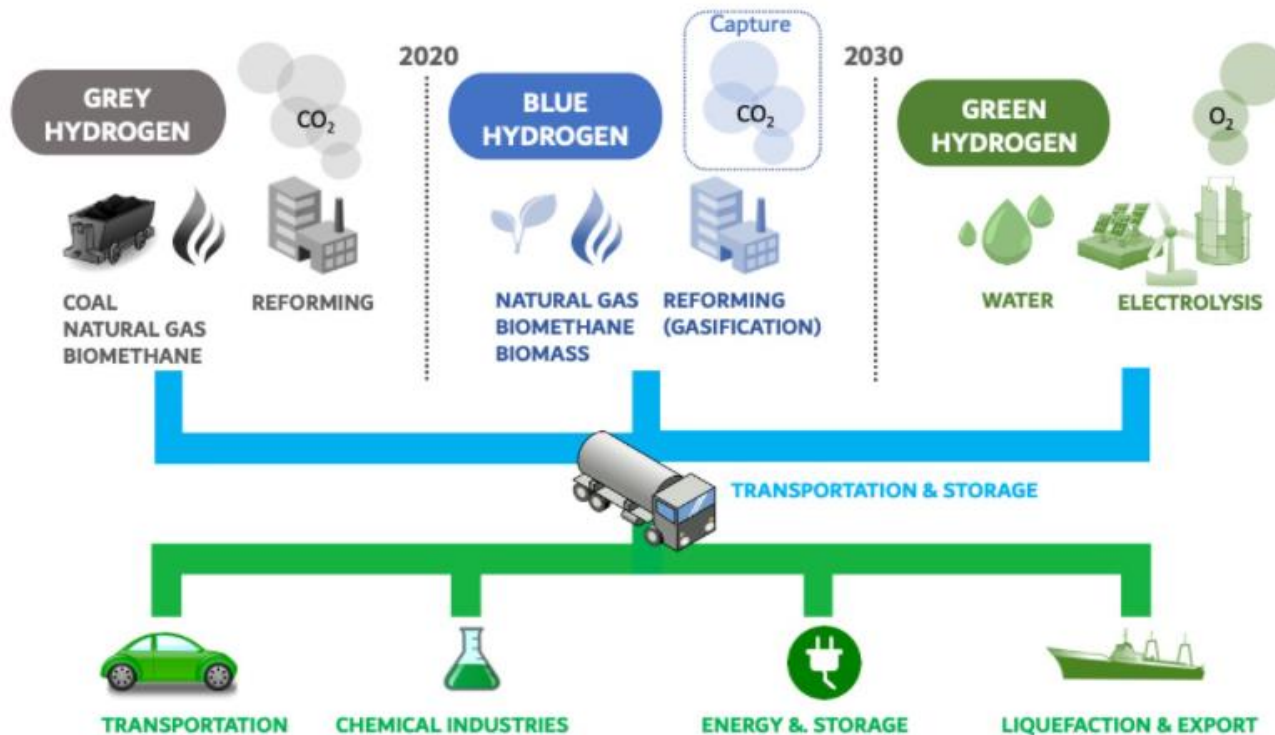 GREY
HYDROGEN
CO₂
COAL
NATURAL GAS
BIOMETHANE
REFORMING
2020
BLUE
HYDROGEN
Capture
CO₂
NATURAL GAS
BIOMETHANE
BIOMASS
REFORMING
(GASIFICATION)
2030
GREEN
HYDROGEN
O₂
WATER
ELECTROLYSIS
TRANSPORTATION & STORAGE
TRANSPORTATION
CHEMICAL INDUSTRIES
ENERGY &. STORAGE
LIQUEFACTION & EXPORT